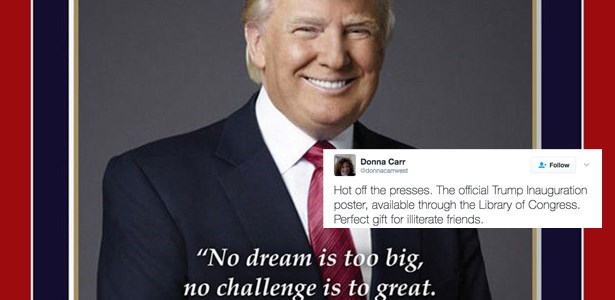 Donna Carr
@donnacarrwest
Follow
Hot off the presses. The official Trump Inauguration
poster, available through the Library of Congress.
Perfect gift for illiterate friends.
“No dream is too big,
no challenge is to great.